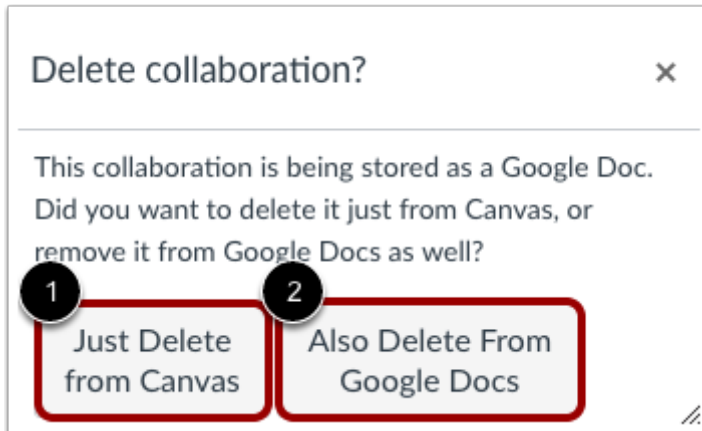 Delete collaboration?
×
This collaboration is being stored as a Google Doc.
Did you want to delete it just from Canvas, or
remove it from Google Docs as well?
1
Just Delete
from Canvas
2
Also Delete From
Google Docs